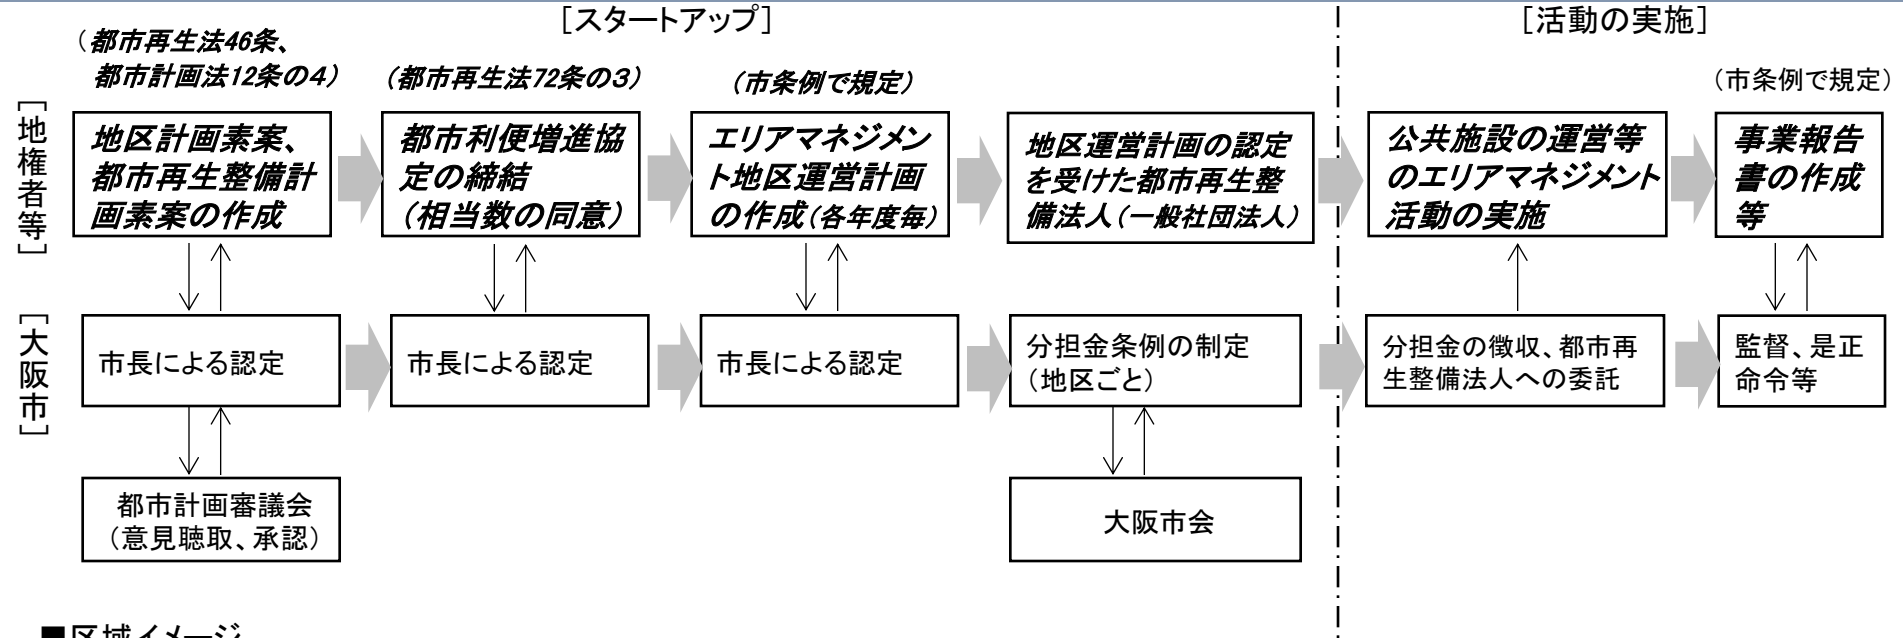 ［スタートアップ］
［活動の実施］
（都市再生法46条、
都市計画法12条の4）
（都市再生法72条の3）
（市条例で規定）
（市条例で規定）
［地権者等］
地区計画素案、
都市再生整備計
画素案の作成
都市利便増進協
定の締結
（相当数の同意）
エリアマネジメン
ト地区運営計画
の作成（各年度毎）
地区運営計画の認定
を受けた都市再生整
備法人（一般社団法人）
公共施設の運営等
のエリアマネジメント
活動の実施
事業報告
書の作成
等
［大阪市］
市長による認定
市長による認定
市長による認定
分担金条例の制定
（地区ごと）
分担金の徴収、都市再
生整備法人への委託
監督、是正
命令等
都市計画審議会
（意見聴取、承認）
大阪市会
■区域イメージ